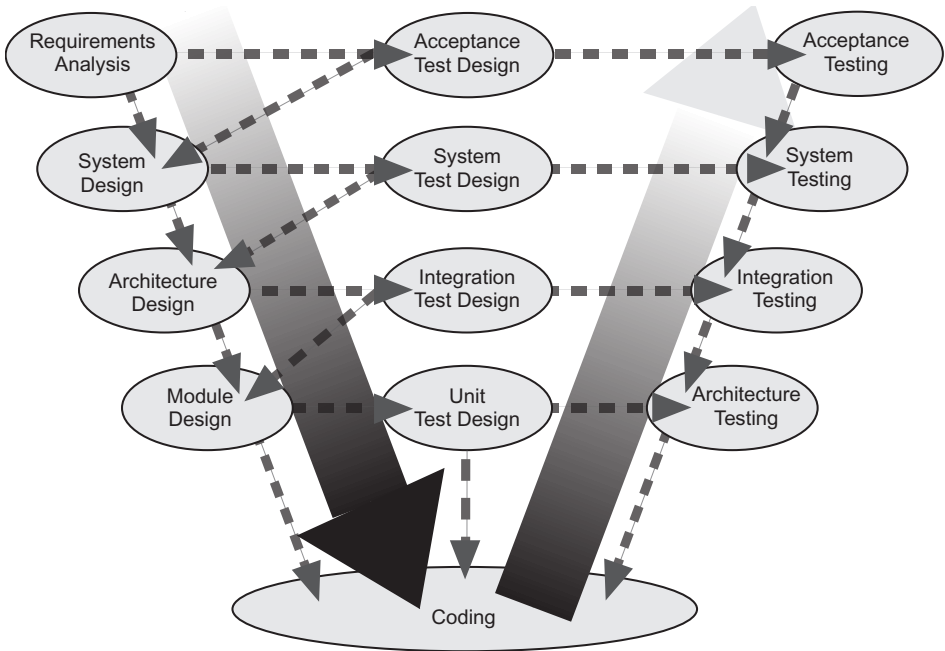 Requirements
Analysis
Acceptance
Test Design
Acceptance
Testing
System
Design
System
Test Design
System
Testing
Architecture
Design
Integration
Test Design
Integration
Testing
Module
Design
Unit
Test Design
Architecture
Testing
Coding